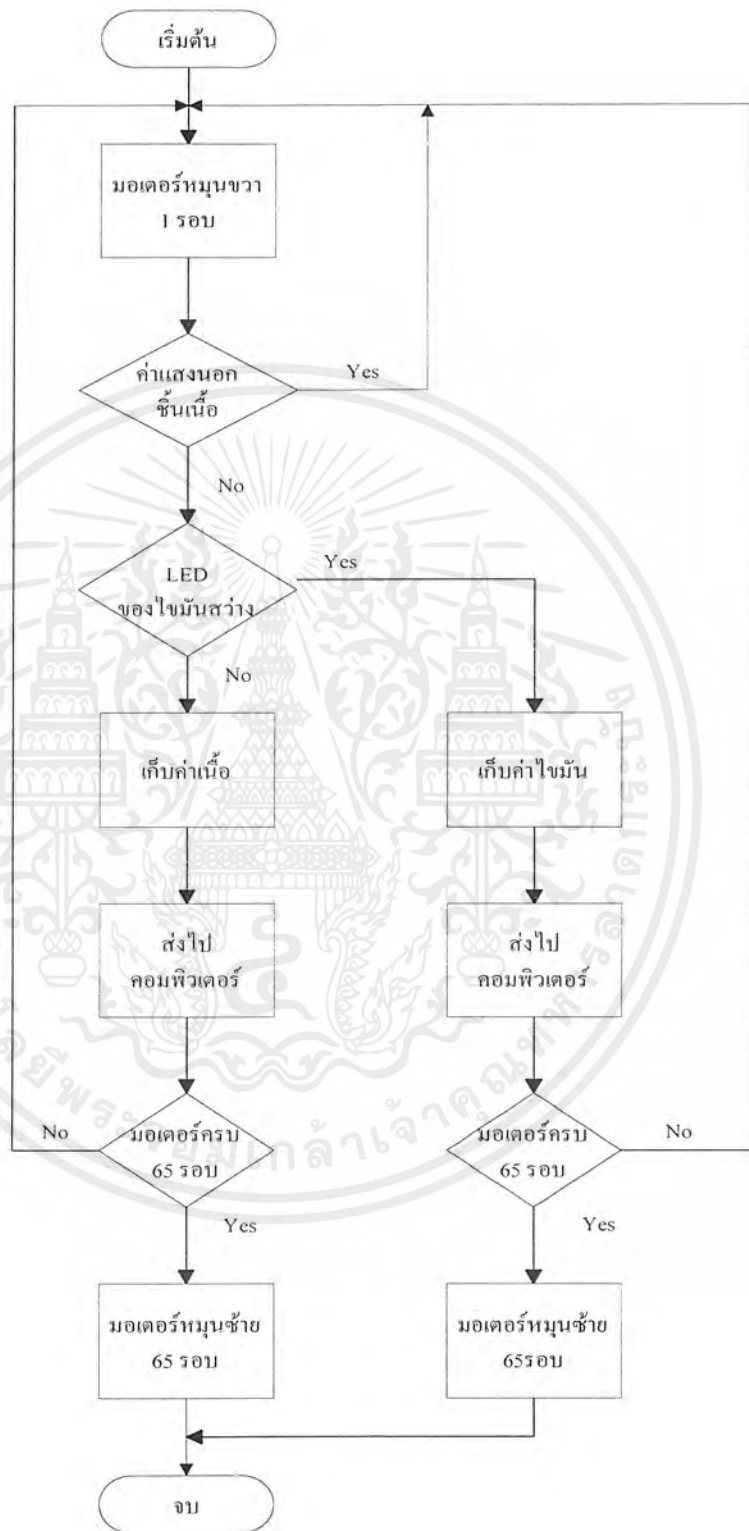 เริ่มต้น
มอเตอร์หมุนขวา
1 รอบ
ค่าแสงนอก
ชิ้นเนื้อ
Yes
No
LED
ของไขมันสว่าง
Yes
No
เก็บค่าเนื้อ
เก็บค่าไขมัน
ส่งไป
คอมพิวเตอร์
ส่งไป
คอมพิวเตอร์
No
มอเตอร์ครบ
65 รอบ
Yes
มอเตอร์ครบ
65 รอบ
No
Yes
มอเตอร์หมุนซ้าย
65 รอบ
มอเตอร์หมุนซ้าย
65รอบ
จบ